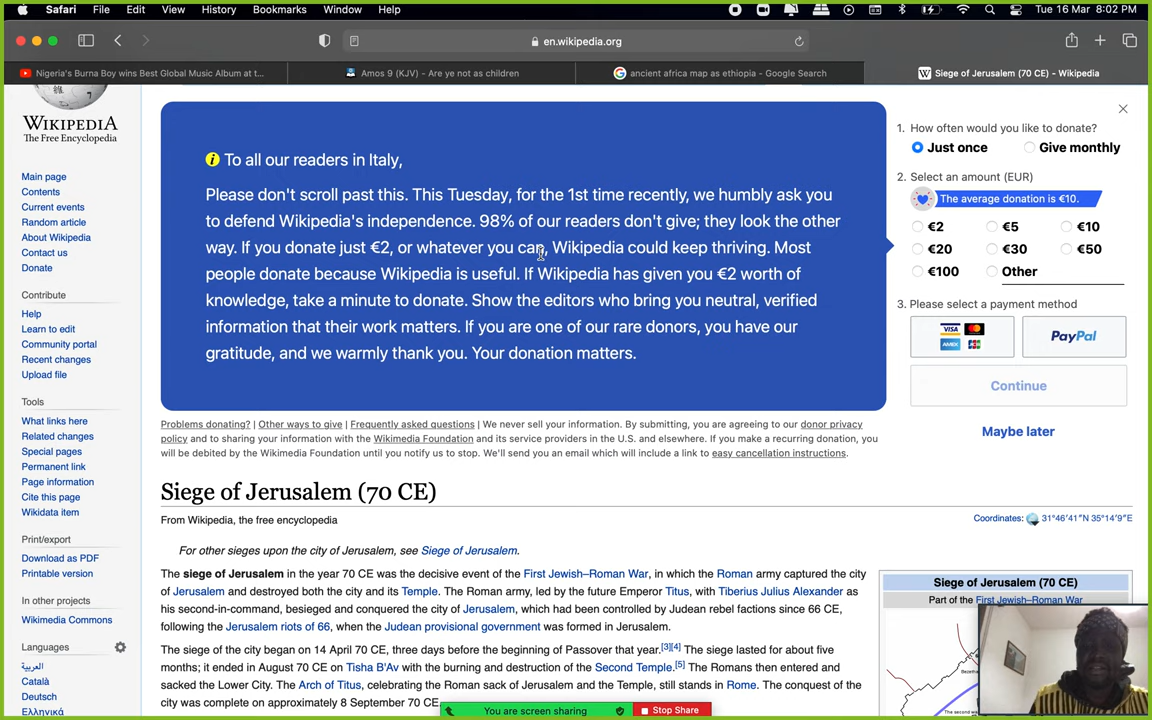 Safari File Edit View History Bookmarks Window Help Tue 16 Mar 8:02 PM
en.wikipedia.org
Nigeria's Burna Boy wins Best Global Music Album at t...
Amos 9 (KJV) - Are ye not as children
ancient africa map as ethiopia - Google Search
Siege of Jerusalem (70 CE) - Wikipedia
WIKIPEDIA
The Free Encyclopedia
Main page
Contents
Current events
Random article
About Wikipedia
Contact us
Donate
Contribute
Help
Learn to edit
Community portal
Recent changes
Upload file
Tools
What links here
Related changes
Special pages
Permanent link
Page information
Cite this page
Wikidata item
Print/export
Download as PDF
Printable version
In other projects
Wikimedia Commons
Languages
العربية
Català
Deutsch
Ελληνικά
To all our readers in Italy,
Please don't scroll past this. This Tuesday, for the 1st time recently, we humbly ask you
to defend Wikipedia's independence. 98% of our readers don't give; they look the other
way. If you donate just €2, or whatever you can, Wikipedia could keep thriving. Most
people donate because Wikipedia is useful. If Wikipedia has given you €2 worth of
knowledge, take a minute to donate. Show the editors who bring you neutral, verified
information that their work matters. If you are one of our rare donors, you have our
gratitude, and we warmly thank you. Your donation matters.
1. How often would you like to donate?
Just once Give monthly
2. Select an amount (EUR)
The average donation is €10.
€2 €5 €10
€20 €30 €50
€100 Other
3. Please select a payment method
VISA
AMEX JCB
PayPal
Continue
Maybe later
Problems donating? | Other ways to give | Frequently asked questions | We never sell your information. By submitting, you are agreeing to our donor privacy
policy and to sharing your information with the Wikimedia Foundation and its service providers in the U.S. and elsewhere. If you make a recurring donation, you
will be debited by the Wikimedia Foundation until you notify us to stop. We'll send you an email which will include a link to easy cancellation instructions.
Siege of Jerusalem (70 CE)
From Wikipedia, the free encyclopedia
Coordinates: 31°46′41″N 35°14′9″E
For other sieges upon the city of Jerusalem, see Siege of Jerusalem.
The siege of Jerusalem in the year 70 CE was the decisive event of the First Jewish–Roman War, in which the Roman army captured the city
of Jerusalem and destroyed both the city and its Temple. The Roman army, led by the future Emperor Titus, with Tiberius Julius Alexander as
his second-in-command, besieged and conquered the city of Jerusalem, which had been controlled by Judean rebel factions since 66 CE,
following the Jerusalem riots of 66, when the Judean provisional government was formed in Jerusalem.
The siege of the city began on 14 April 70 CE, three days before the beginning of Passover that year.[3][4] The siege lasted for about five
months; it ended in August 70 CE on Tisha B'Av with the burning and destruction of the Second Temple.[5] The Romans then entered and
sacked the Lower City. The Arch of Titus, celebrating the Roman sack of Jerusalem and the Temple, still stands in Rome. The conquest of the
city was complete on approximately 8 September 70 CE.
Siege of Jerusalem (70 CE)
Part of the First Jewish–Roman War
You are screen sharing
Stop Share